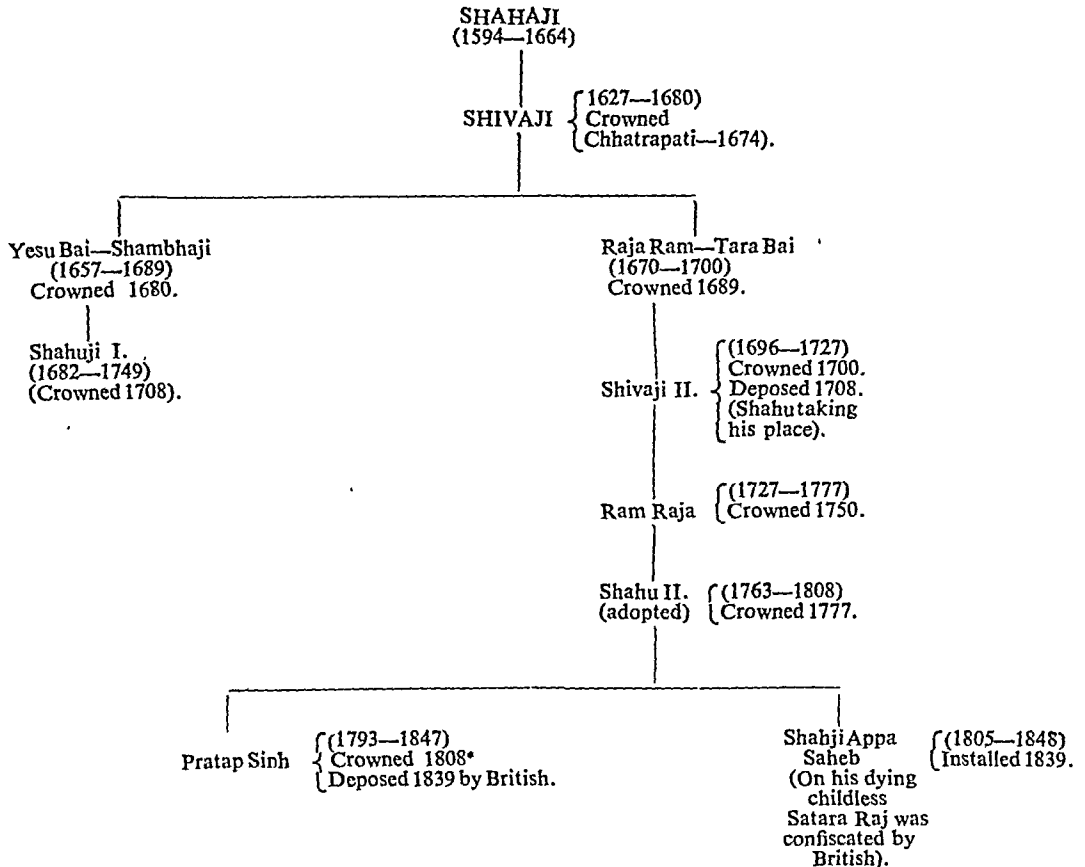 SHAHAJI
(1594—1664)
SHIVAJI
1627—1680)
Crowned
Chhatrapati—1674).
Yesu Bai—Shambhaji
(1657—1689)
Crowned 1680.
Shahuji I.
(1682—1749)
(Crowned 1708).
Raja Ram—Tara Bai
(1670—1700)
Crowned 1689.
Shivaji II.
(1696—1727)
Crowned 1700.
Deposed 1708.
(Shahu taking
his place).
Ram Raja
(1727—1777)
Crowned 1750.
Shahu II.
(adopted)
(1763—1808)
Crowned 1777.
Pratap Sinh
(1793—1847)
Crowned 1808*
Deposed 1839 by British.
Shahji Appa
Saheb
(On his dying
childless
Satara Raj was
confiscated by
British).
(1805—1848)
Installed 1839.